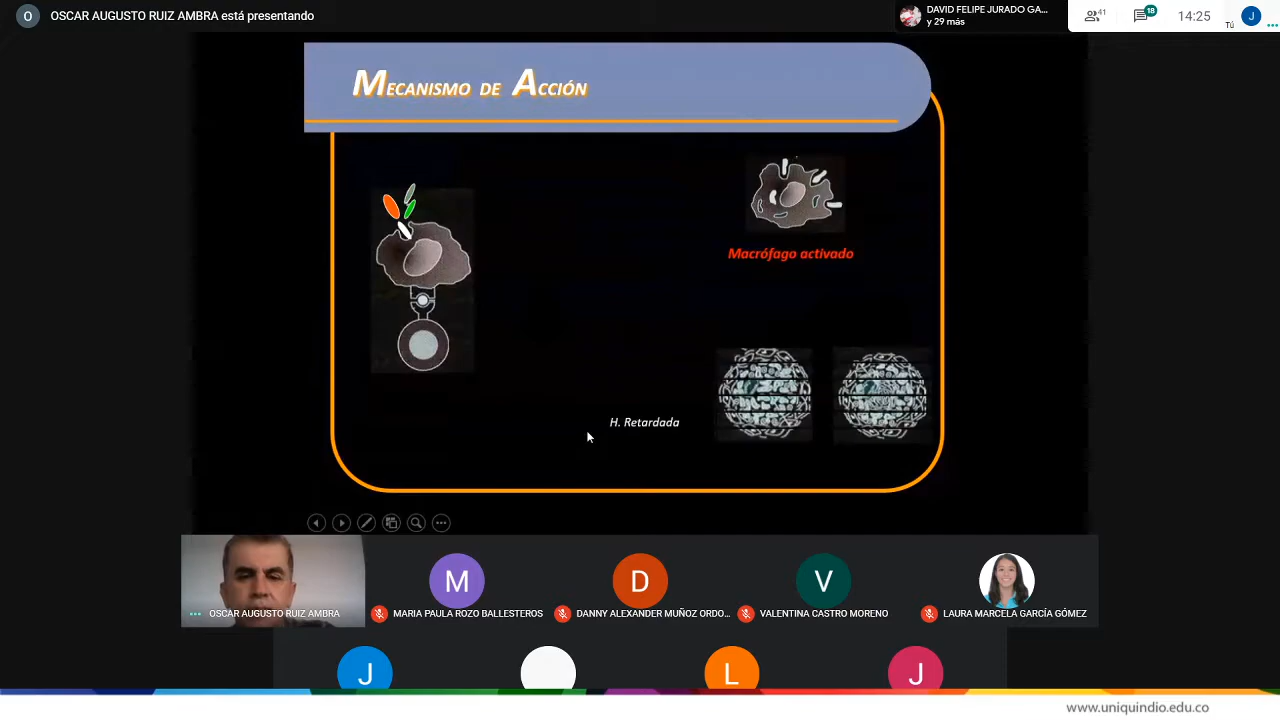 O OSCAR AUGUSTO RUIZ AMBRA está presentando
DAVID FELIPE JURADO GA...
y 29 más
41
18
14:25
Tú
J
MECANISMO DE ACCIÓN
Macrófago activado
H. Retardada
OSCAR AUGUSTO RUIZ AMBRA
M
MARIA PAULA ROZO BALLESTEROS
D
DANNY ALEXANDER MUÑOZ ORDO...
V
VALENTINA CASTRO MORENO
LAURA MARCELA GARCÍA GÓMEZ
J
L
J
www.uniquindio.edu.co